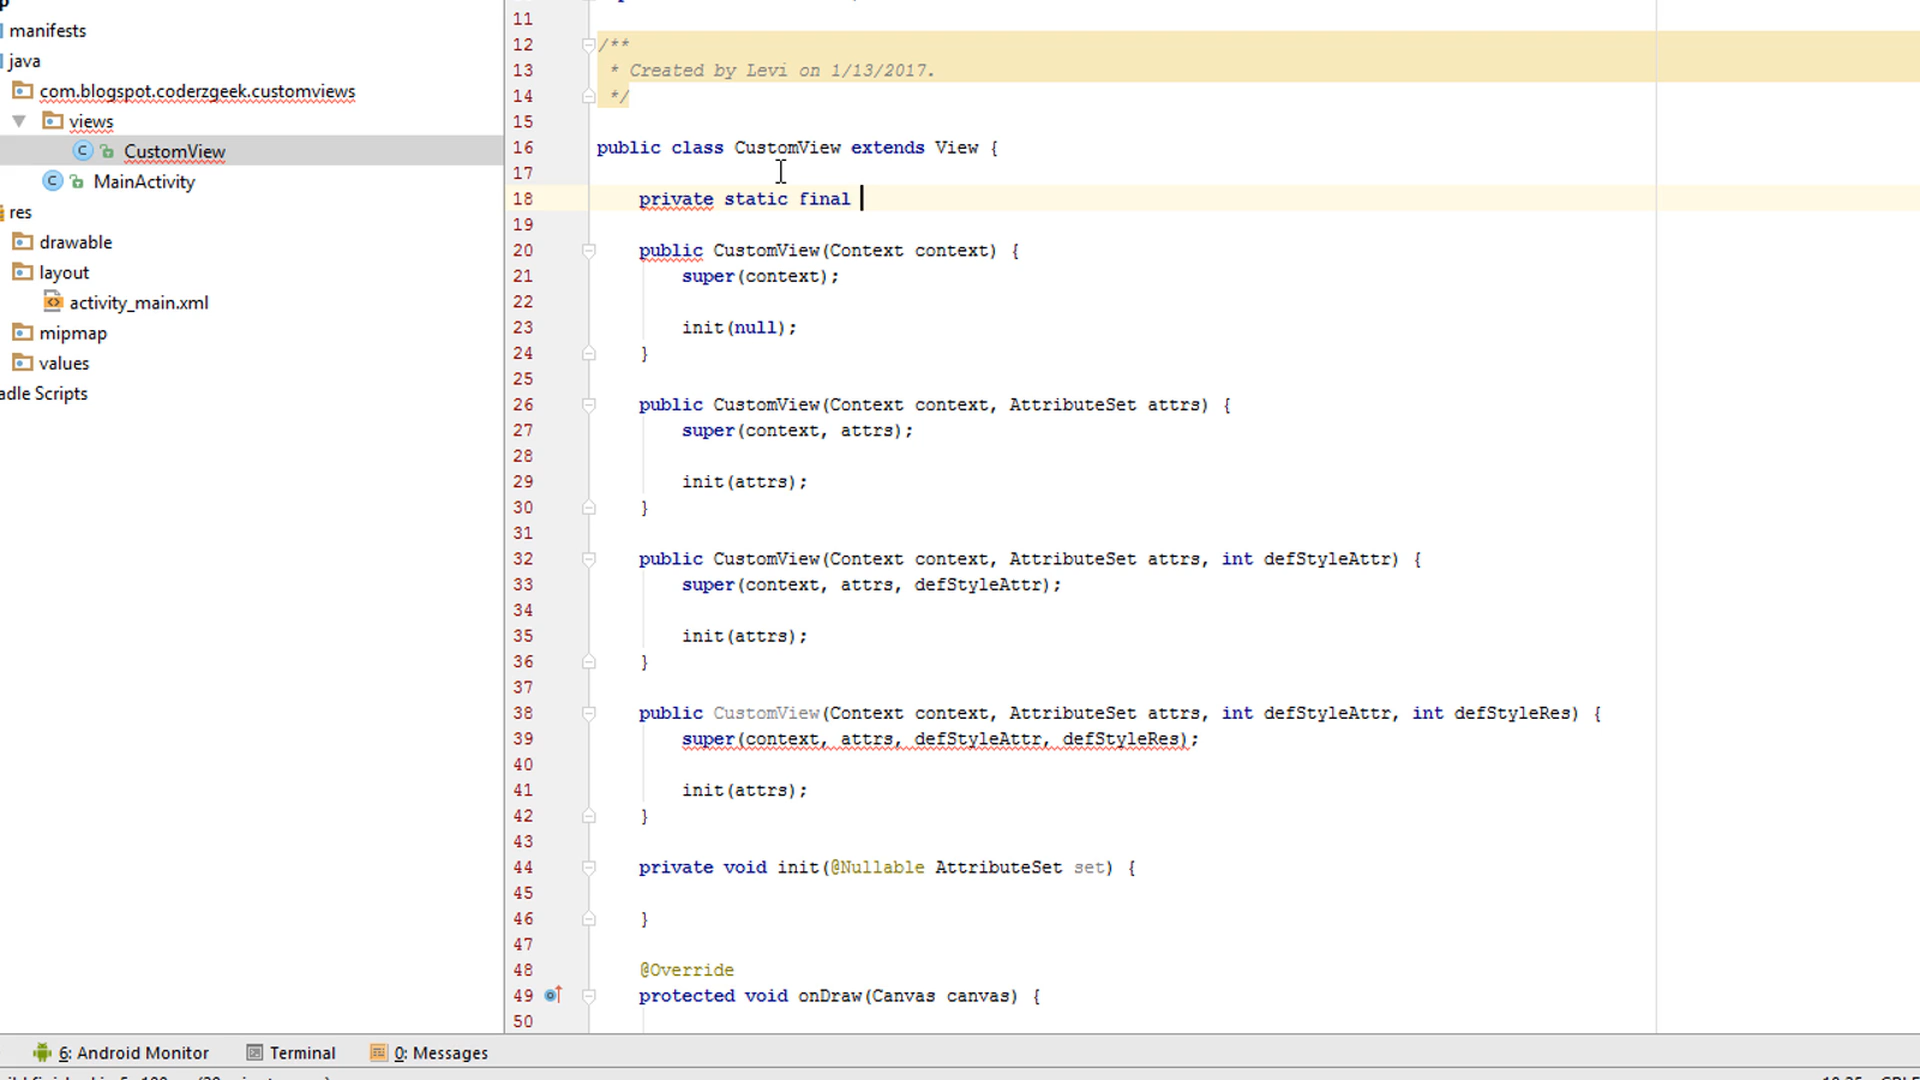 manifests
java
com.blogspot.coderzgeek.customviews
views
CustomView
MainActivity
res
drawable
layout
activity_main.xml
mipmap
values
adle Scripts
11
12 /**
13 * Created by Levi on 1/13/2017.
14 */
15
16 public class CustomView extends View {
17
18 private static final
19
20 public CustomView(Context context) {
21 super(context);
22
23 init(null);
24 }
25
26 public CustomView(Context context, AttributeSet attrs) {
27 super(context, attrs);
28
29 init(attrs);
30 }
31
32 public CustomView(Context context, AttributeSet attrs, int defStyleAttr) {
33 super(context, attrs, defStyleAttr);
34
35 init(attrs);
36 }
37
38 public CustomView(Context context, AttributeSet attrs, int defStyleAttr, int defStyleRes) {
39 super(context, attrs, defStyleAttr, defStyleRes);
40
41 init(attrs);
42 }
43
44 private void init(@Nullable AttributeSet set) {
45
46 }
47
48 @Override
49 protected void onDraw(Canvas canvas) {
50
6: Android Monitor Terminal 0: Messages